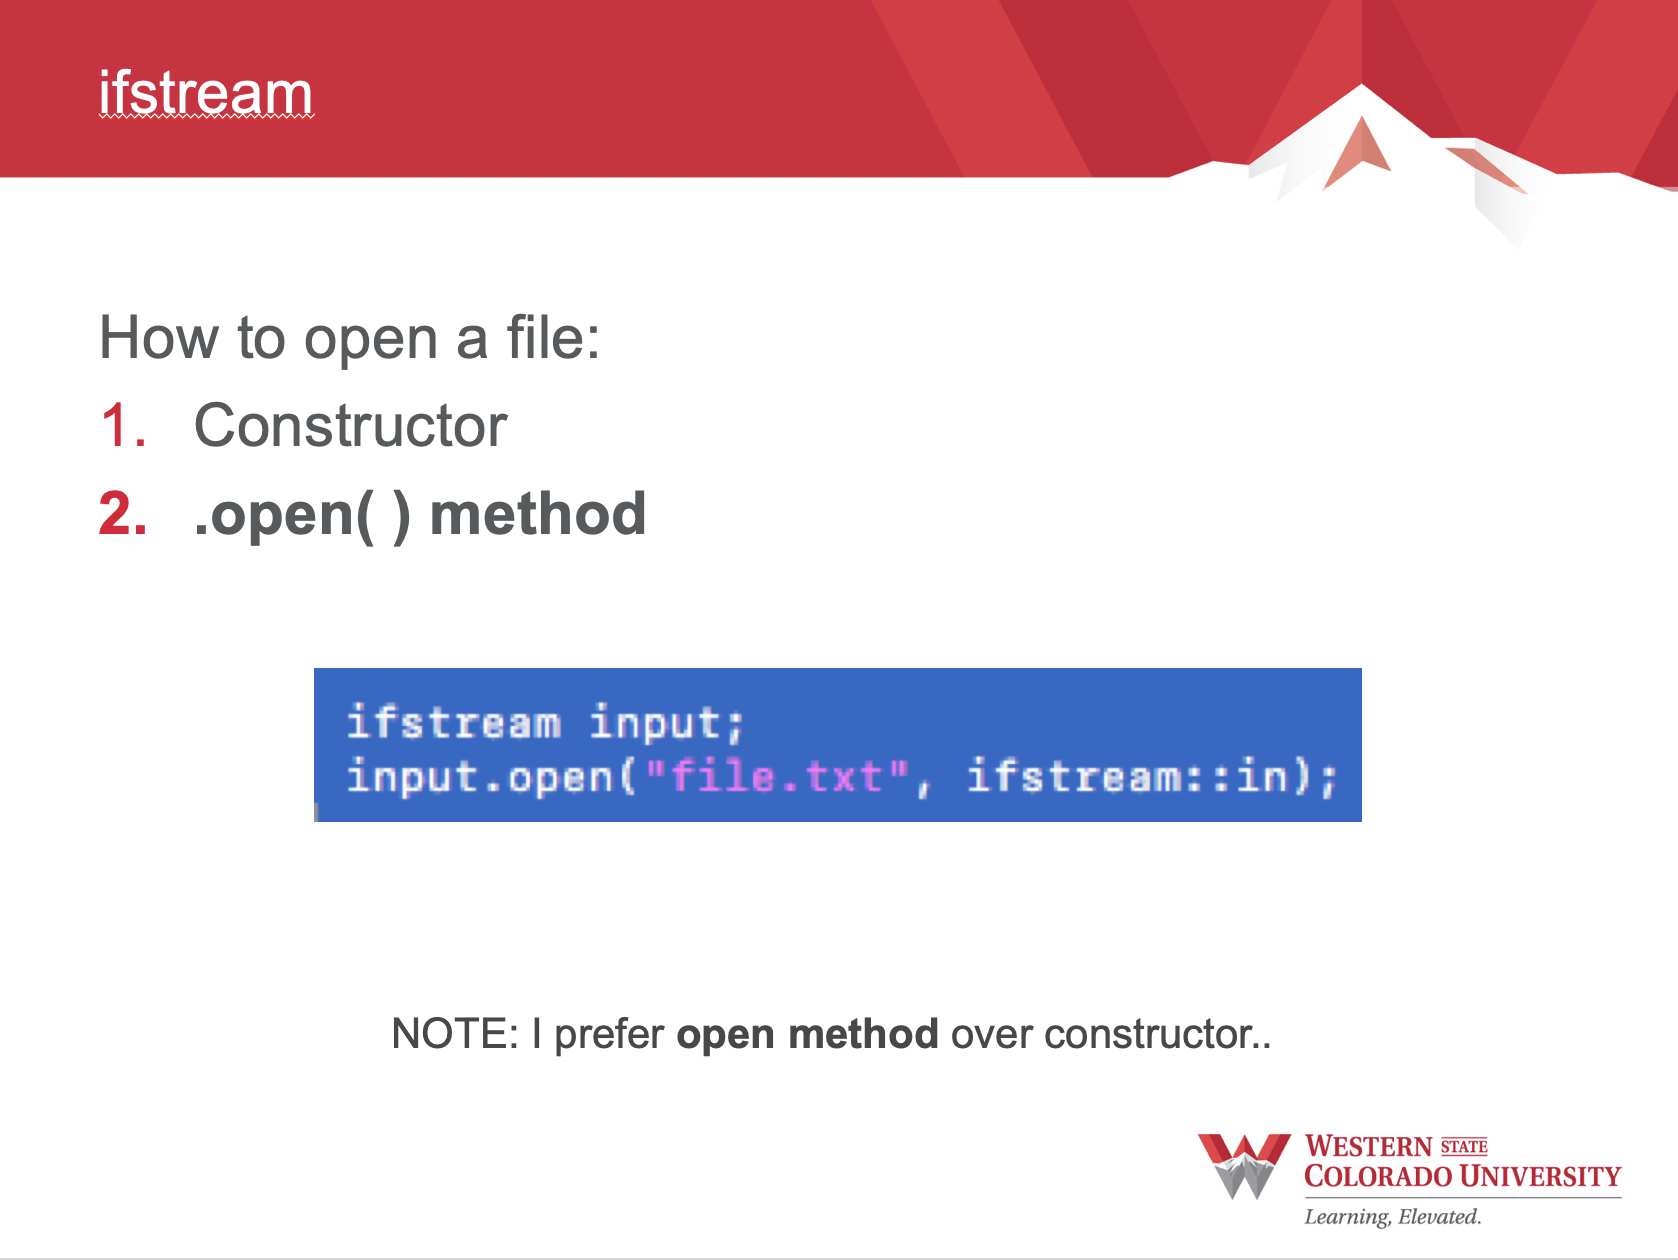 ifstream
How to open a file:
1. Constructor
2. .open( ) method
ifstream input;
input.open("file.txt", ifstream::in);
NOTE: I prefer open method over constructor..
WESTERN STATE
COLORADO UNIVERSITY
Learning, Elevated.